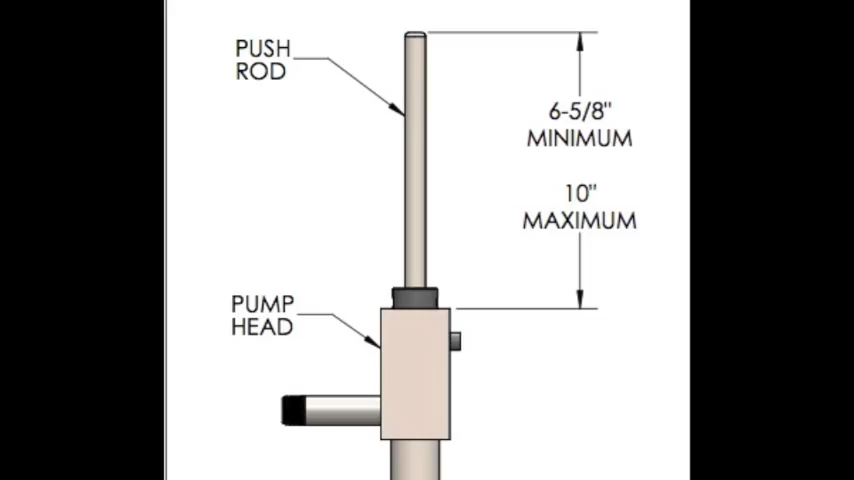 PUSH
ROD
6-5/8"
MINIMUM
10"
MAXIMUM
PUMP
HEAD